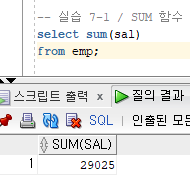 -- 실습 7-1 / SUM 함수
select sum(sal)
from emp;
스크립트 출력 x 질의 결과
SQL | 인출된 모든
SUM(SAL)
1 29025